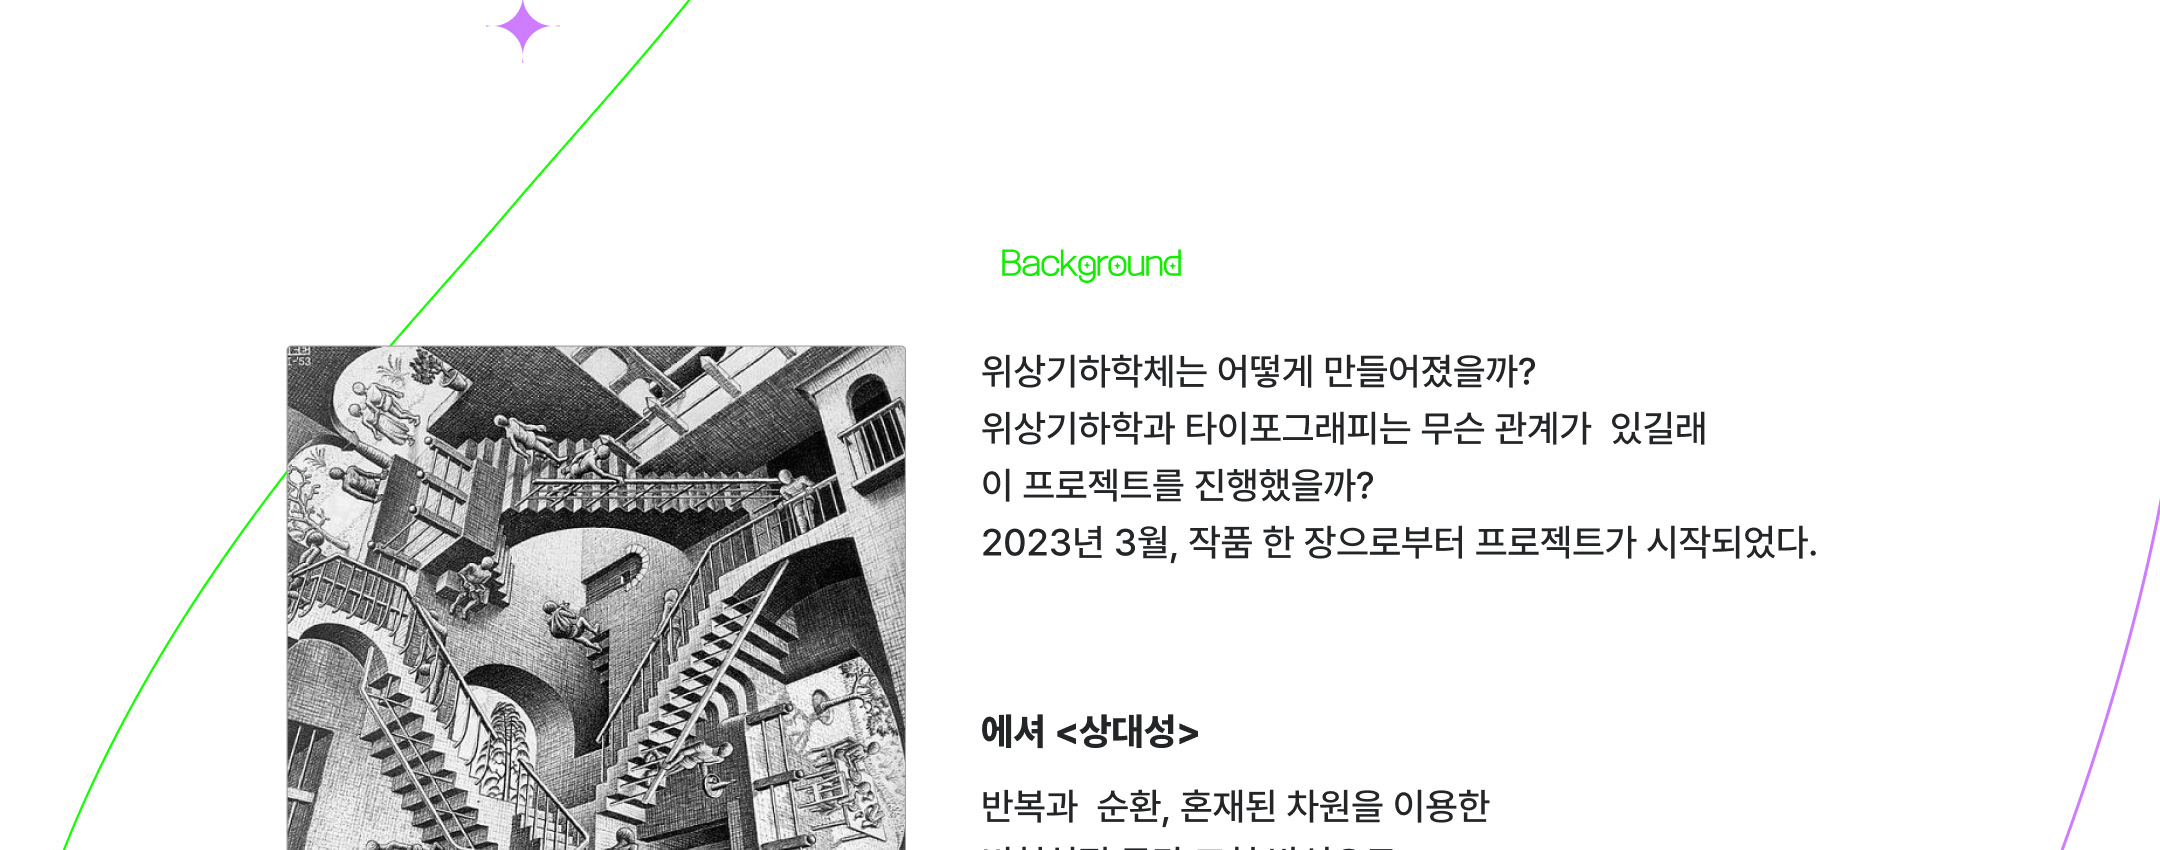 Background
위상기하학체는 어떻게 만들어졌을까?
위상기하학과 타이포그래피는 무슨 관계가  있길래
이 프로젝트를 진행했을까?
2023년 3월, 작품 한 장으로부터 프로젝트가 시작되었다.
에셔 <상대성>
반복과  순환, 혼재된 차원을 이용한